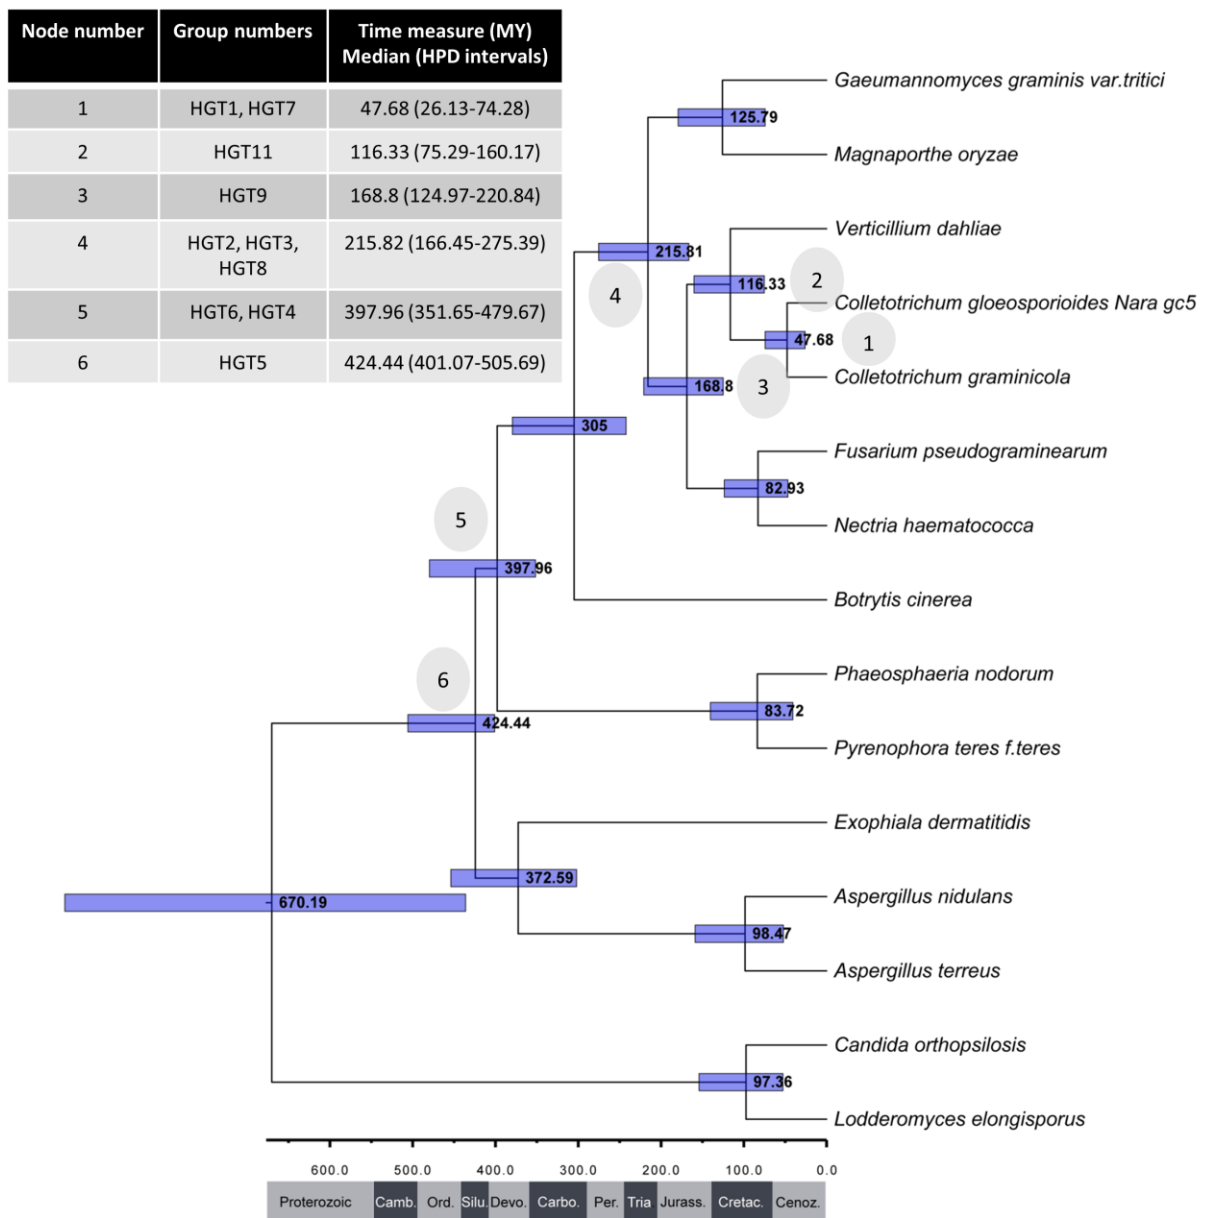 Node number Group numbers Time measure (MY)
Median (HPD intervals)
1 HGT1, HGT7 47.68 (26.13-74.28)
2 HGT11 116.33 (75.29-160.17)
3 HGT9 168.8 (124.97-220.84)
4 HGT2, HGT3, 215.82 (166.45-275.39)
HGT8
5 HGT6, HGT4 397.96 (351.65-479.67)
6 HGT5 424.44 (401.07-505.69)
Gaeumannomyces graminis var.tritici
125.79
Magnaporthe oryzae
Verticillium dahliae
215.81
116.33
2
4
Colletotrichum gloeosporioides Nara gc5
47.68
1
Colletotrichum graminicola
168.8
3
305
Fusarium pseudograminearum
82.93
Nectria haematococca
5
397.96
Botrytis cinerea
Phaeosphaeria nodorum
6
83.72
424.44
Pyrenophora teres f.teres
Exophiala dermatitidis
372.59
670.19
Aspergillus nidulans
98.47
Aspergillus terreus
Candida orthopsilosis
97.36
Lodderomyces elongisporus
600.0 500.0 400.0 300.0 200.0 100.0 0.0
Proterozoic Camb. Ord. Silu. Devo. Carbo. Per. Tria Jurass. Cretac. Cenoz.